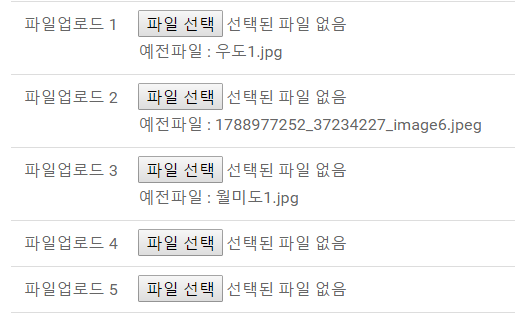 파일업로드 1 파일 선택 선택된 파일 없음
예전파일 : 우도1.jpg
파일업로드 2 파일 선택 선택된 파일 없음
예전파일 : 1788977252_37234227_image6.jpeg
파일업로드 3 파일 선택 선택된 파일 없음
예전파일 : 월미도1.jpg
파일업로드 4 파일 선택 선택된 파일 없음
파일업로드 5 파일 선택 선택된 파일 없음